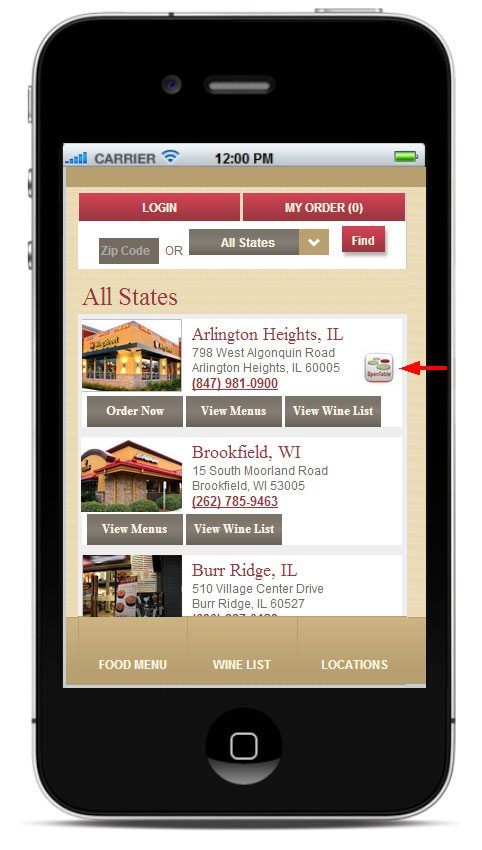 CARRIER 12:00 PM
LOGIN MY ORDER (0)
Zip Code OR All States Find
All States
Arlington Heights, IL
798 West Algonquin Road
Arlington Heights, IL 60005
(847) 981-0900
OpenTable
Order Now View Menus View Wine List
Brookfield, WI
15 South Moorland Road
Brookfield, WI 53005
(262) 785-9463
View Menus View Wine List
Burr Ridge, IL
510 Village Center Drive
Burr Ridge, IL 60527
FOOD MENU WINE LIST LOCATIONS